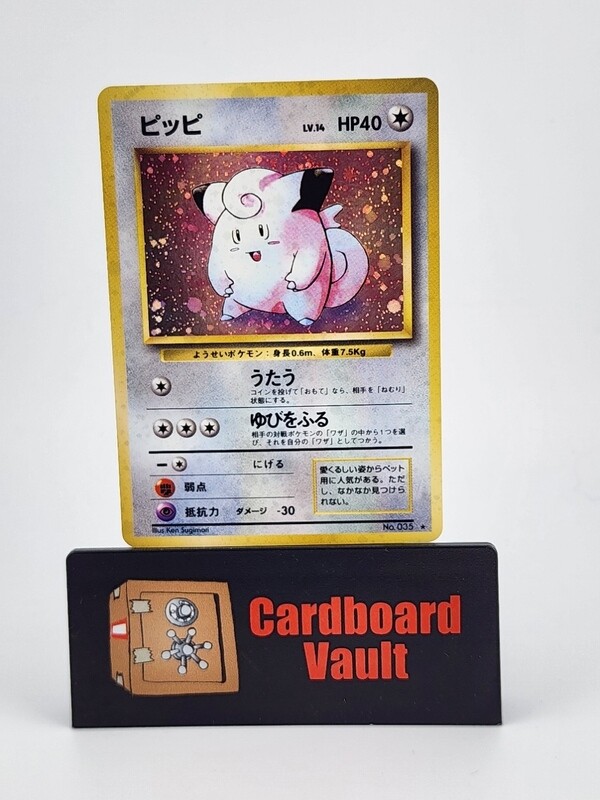 ピッピ LV.14 HP40
ようせいポケモン：身長0.6m、体重7.5Kg
うたう
コインを投げて「おもて」なら、相手を「ねむり」
状態にする。
ゆびをふる
相手の対戦ポケモンの「ワザ」の中から1つを選
び、それを自分の「ワザ」としてつかう。
ー にげる
弱点
抵抗力 ダメージ -30
愛くるしい姿からペット
用に人気がある。ただ
し、なかなか見つけら
れない。
Illus. Ken Sugimori
No. 035 ★
Cardboard
Vault